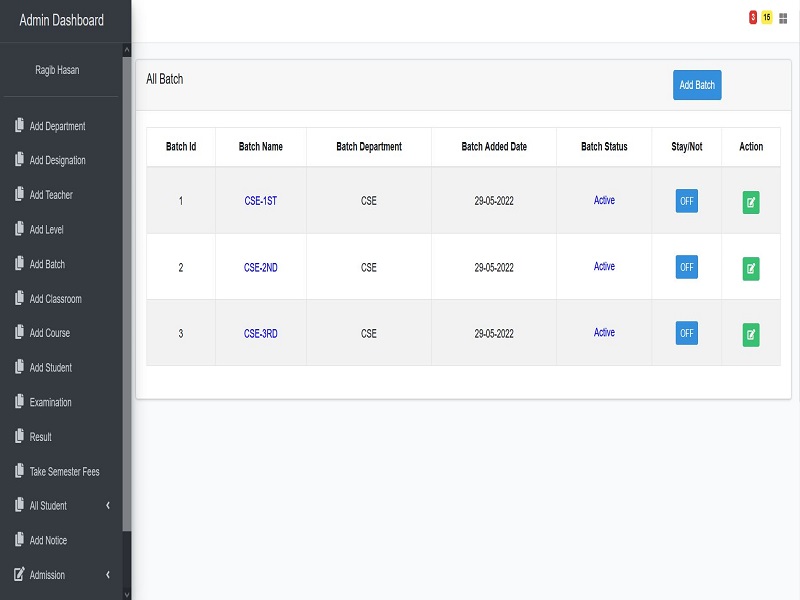 Admin Dashboard
3 15
Ragib Hasan
Add Department
Add Designation
Add Teacher
Add Level
Add Batch
Add Classroom
Add Course
Add Student
Examination
Result
Take Semester Fees
All Student
Add Notice
Admission
All Batch
Add Batch
Batch Id Batch Name Batch Department Batch Added Date Batch Status Stay/Not Action
1 CSE-1ST CSE 29-05-2022 Active OFF
2 CSE-2ND CSE 29-05-2022 Active OFF
3 CSE-3RD CSE 29-05-2022 Active OFF